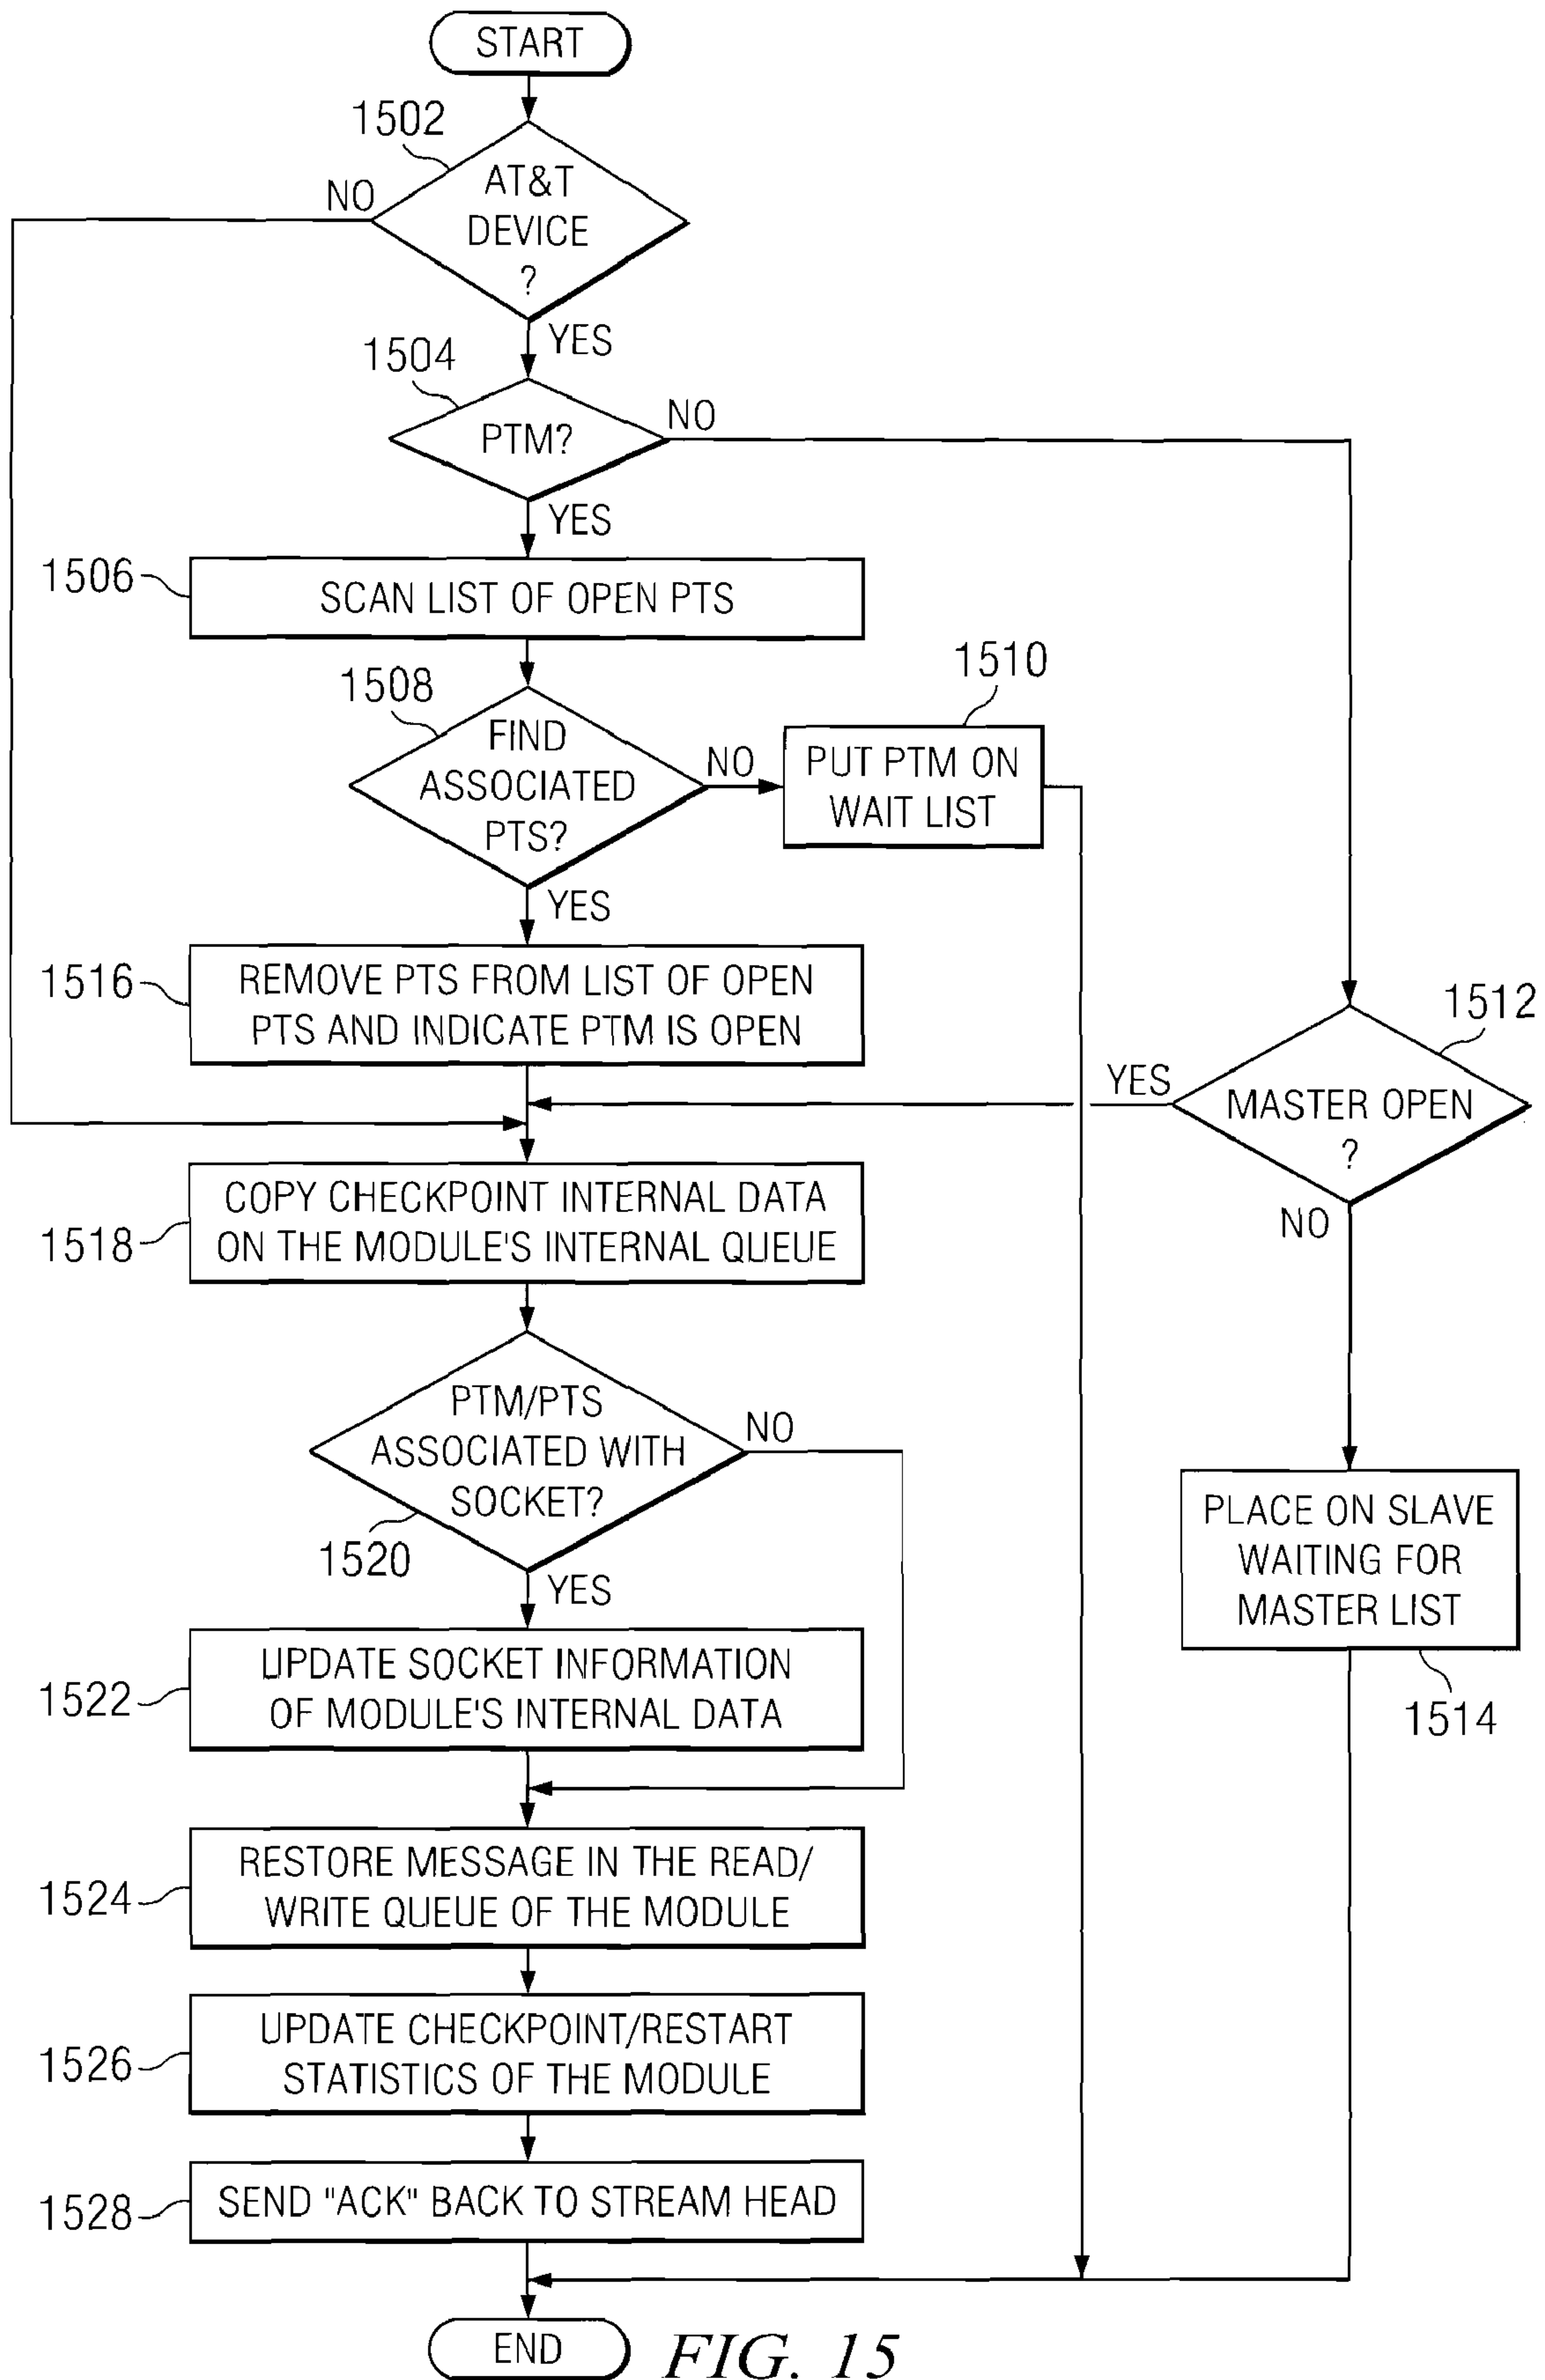 START
1502
NO
AT&T
DEVICE
?
YES
1504
PTM?
NO
YES
1506
SCAN LIST OF OPEN PTS
1508
FIND
ASSOCIATED
PTS?
NO
1510
PUT PTM ON
WAIT LIST
YES
1516
REMOVE PTS FROM LIST OF OPEN
PTS AND INDICATE PTM IS OPEN
1512
YES
MASTER OPEN
?
NO
1518
COPY CHECKPOINT INTERNAL DATA
ON THE MODULE'S INTERNAL QUEUE
PTM/PTS
ASSOCIATED WITH
SOCKET?
NO
1520
YES
PLACE ON SLAVE
WAITING FOR
MASTER LIST
1514
1522
UPDATE SOCKET INFORMATION
OF MODULE'S INTERNAL DATA
1524
RESTORE MESSAGE IN THE READ/
WRITE QUEUE OF THE MODULE
1526
UPDATE CHECKPOINT/RESTART
STATISTICS OF THE MODULE
1528
SEND "ACK" BACK TO STREAM HEAD
END
FIG. 15